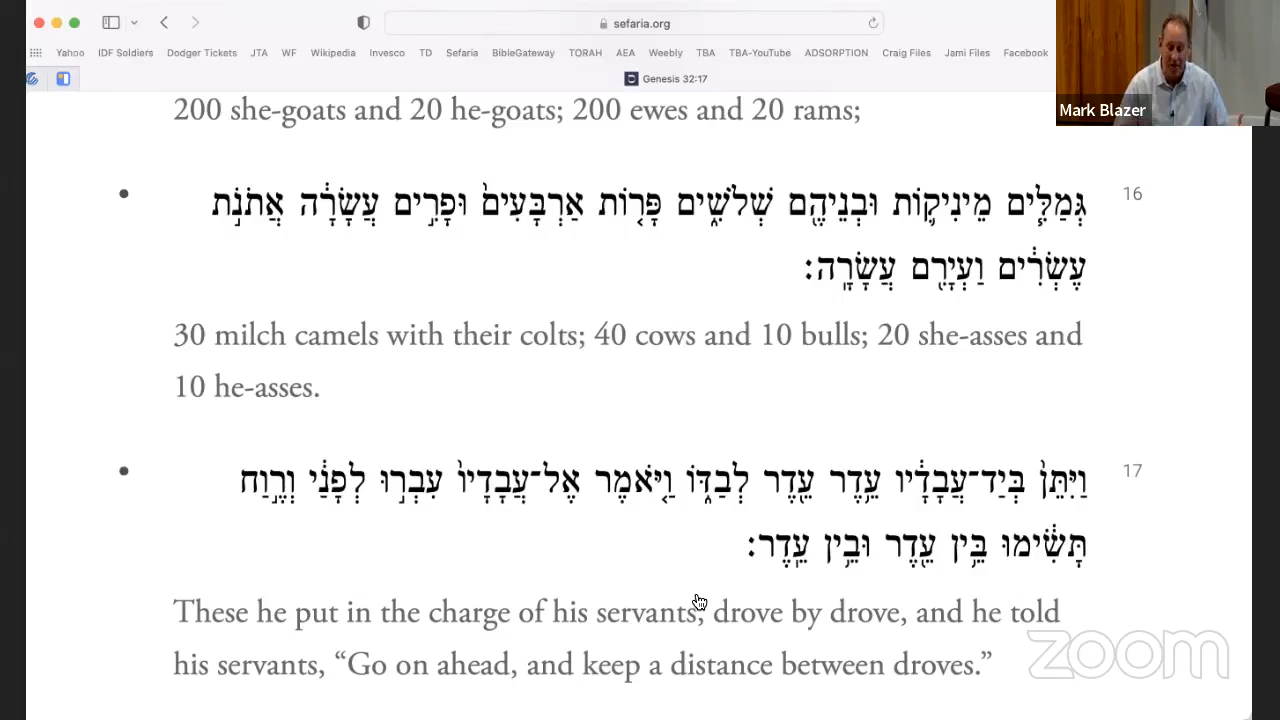 sefaria.org
Yahoo IDF Soldiers Dodger Tickets JTA WF Wikipedia Invesco TD Sefaria BibleGateway TORAH AEA Weebly TBA TBA-YouTube ADSORPTION Craig Files Jami Files Facebook
Genesis 32:17
Mark Blazer
200 she-goats and 20 he-goats; 200 ewes and 20 rams;
16
גְּמַלִּ֧ים מֵינִיק֛וֹת וּבְנֵיהֶ֖ם שְׁלֹשִׁ֑ים פָּר֤וֹת אַרְבָּעִים֙ וּפָרִ֣ים עֲשָׂרָ֔ה אֲתֹנֹ֣ת
עֶשְׂרִ֔ים וַעְיָרִ֖ם עֲשָׂרָֽה׃
30 milch camels with their colts; 40 cows and 10 bulls; 20 she-asses and
10 he-asses.
17
וַיִּתֵּן֙ בְּיַד־עֲבָדָ֔יו עֵ֥דֶר עֵ֖דֶר לְבַדּ֑וֹ וַיֹּ֤אמֶר אֶל־עֲבָדָיו֙ עִבְר֣וּ לְפָנַ֔י וְרֶ֣וַח
תָּשִׂ֔ימוּ בֵּ֥ין עֵ֖דֶר וּבֵ֥ין עֵֽדֶר׃
These he put in the charge of his servants, drove by drove, and he told
his servants, “Go on ahead, and keep a distance between droves.”
zoom